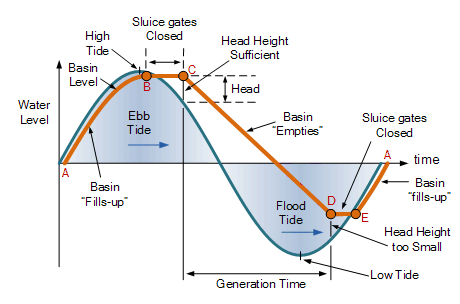 Sluice gates
Closed
High
Tide
Head Height
Sufficient
Basin
Level
B
C
Head
Water
Level
Ebb
Tide
Basin
"Empties"
Sluice gates
Closed
A
Basin
"Fills-up"
A
time
Basin
"fills-up"
D
E
Flood
Tide
Head Height
too Small
Low Tide
Generation Time